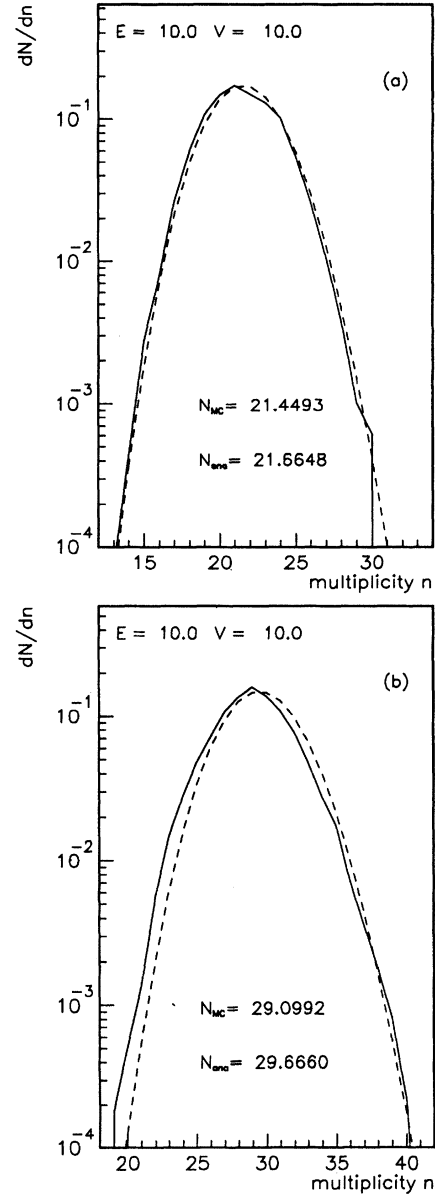 dN/dn
E = 10.0 V = 10.0
(a)
10^-1
10^-2
10^-3
10^-4
N_MC= 21.4493
N_ana= 21.6648
15 20 25 30
multiplicity n
dN/dn
E = 10.0 V = 10.0
(b)
10^-1
10^-2
10^-3
10^-4
N_MC= 29.0992
N_ana= 29.6660
20 25 30 35 40
multiplicity n